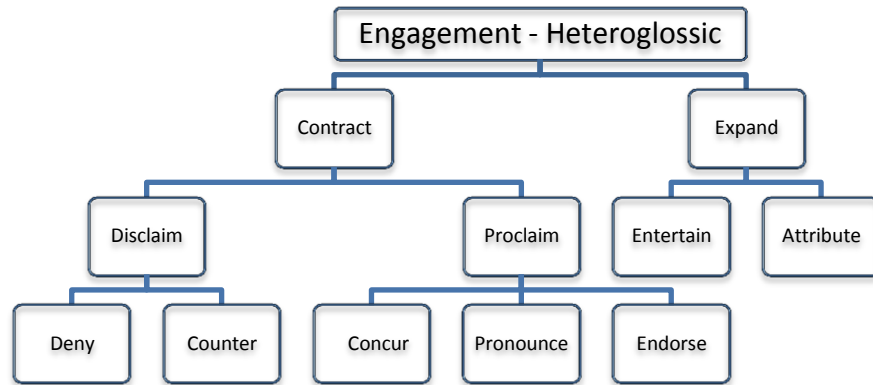 Engagement - Heteroglossic
Contract
Expand
Disclaim
Proclaim
Entertain
Attribute
Deny
Counter
Concur
Pronounce
Endorse